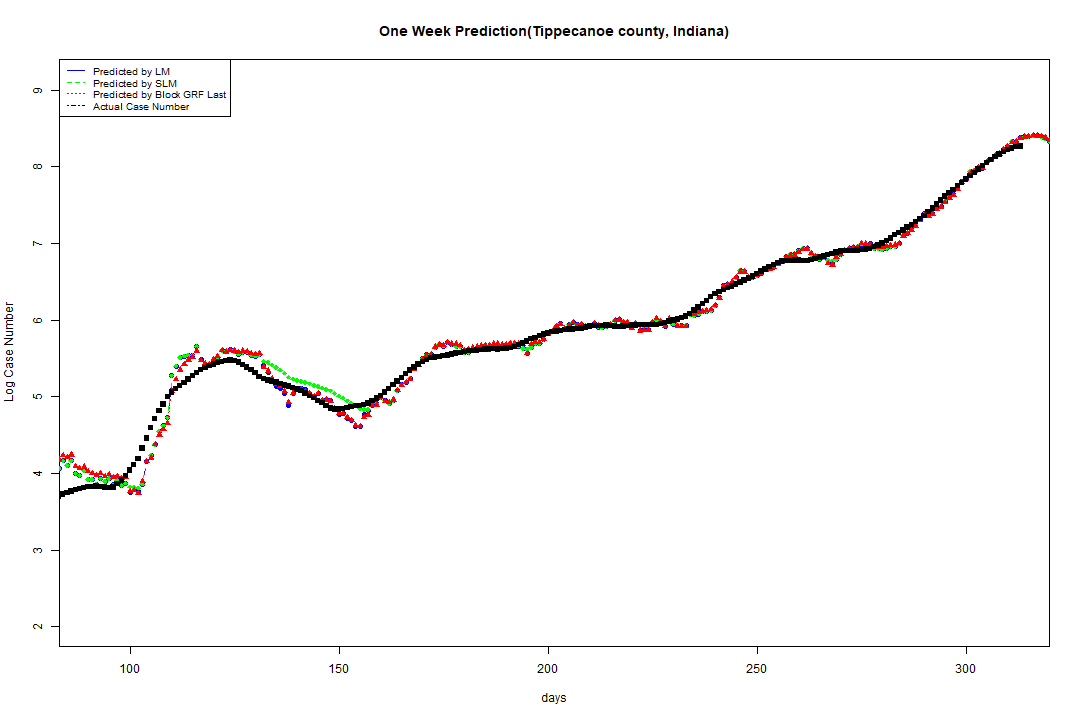 One Week Prediction(Tippecanoe county, Indiana)
Predicted by LM
Predicted by SLM
Predicted by Block GRF Last
Actual Case Number
9
8
7
6
5
4
3
2
Log Case Number
100 150 200 250 300
days